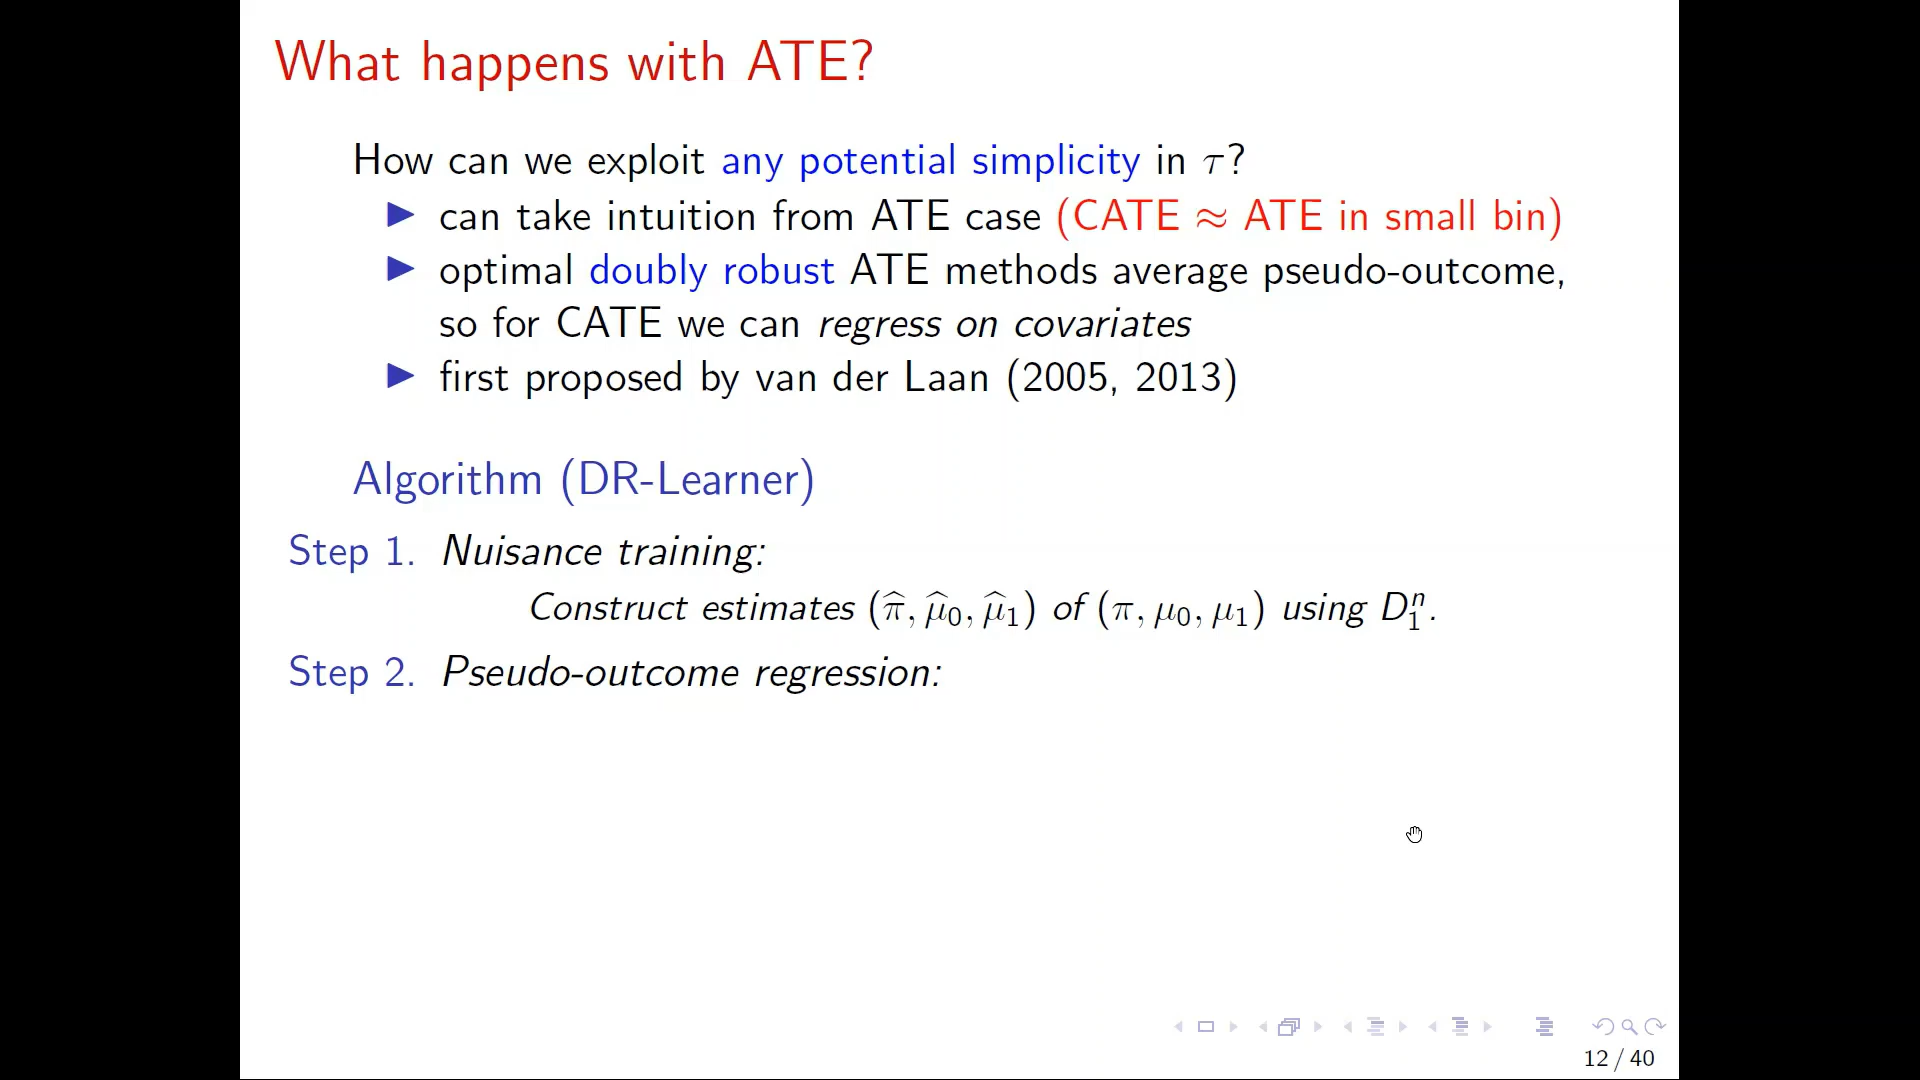 What happens with ATE?
How can we exploit any potential simplicity in τ?
▶ can take intuition from ATE case (CATE ≈ ATE in small bin)
▶ optimal doubly robust ATE methods average pseudo-outcome,
so for CATE we can regress on covariates
▶ first proposed by van der Laan (2005, 2013)
Algorithm (DR-Learner)
Step 1. Nuisance training:
Construct estimates (π̂, μ̂₀, μ̂₁) of (π, μ₀, μ₁) using D₁ⁿ.
Step 2. Pseudo-outcome regression:
12 / 40